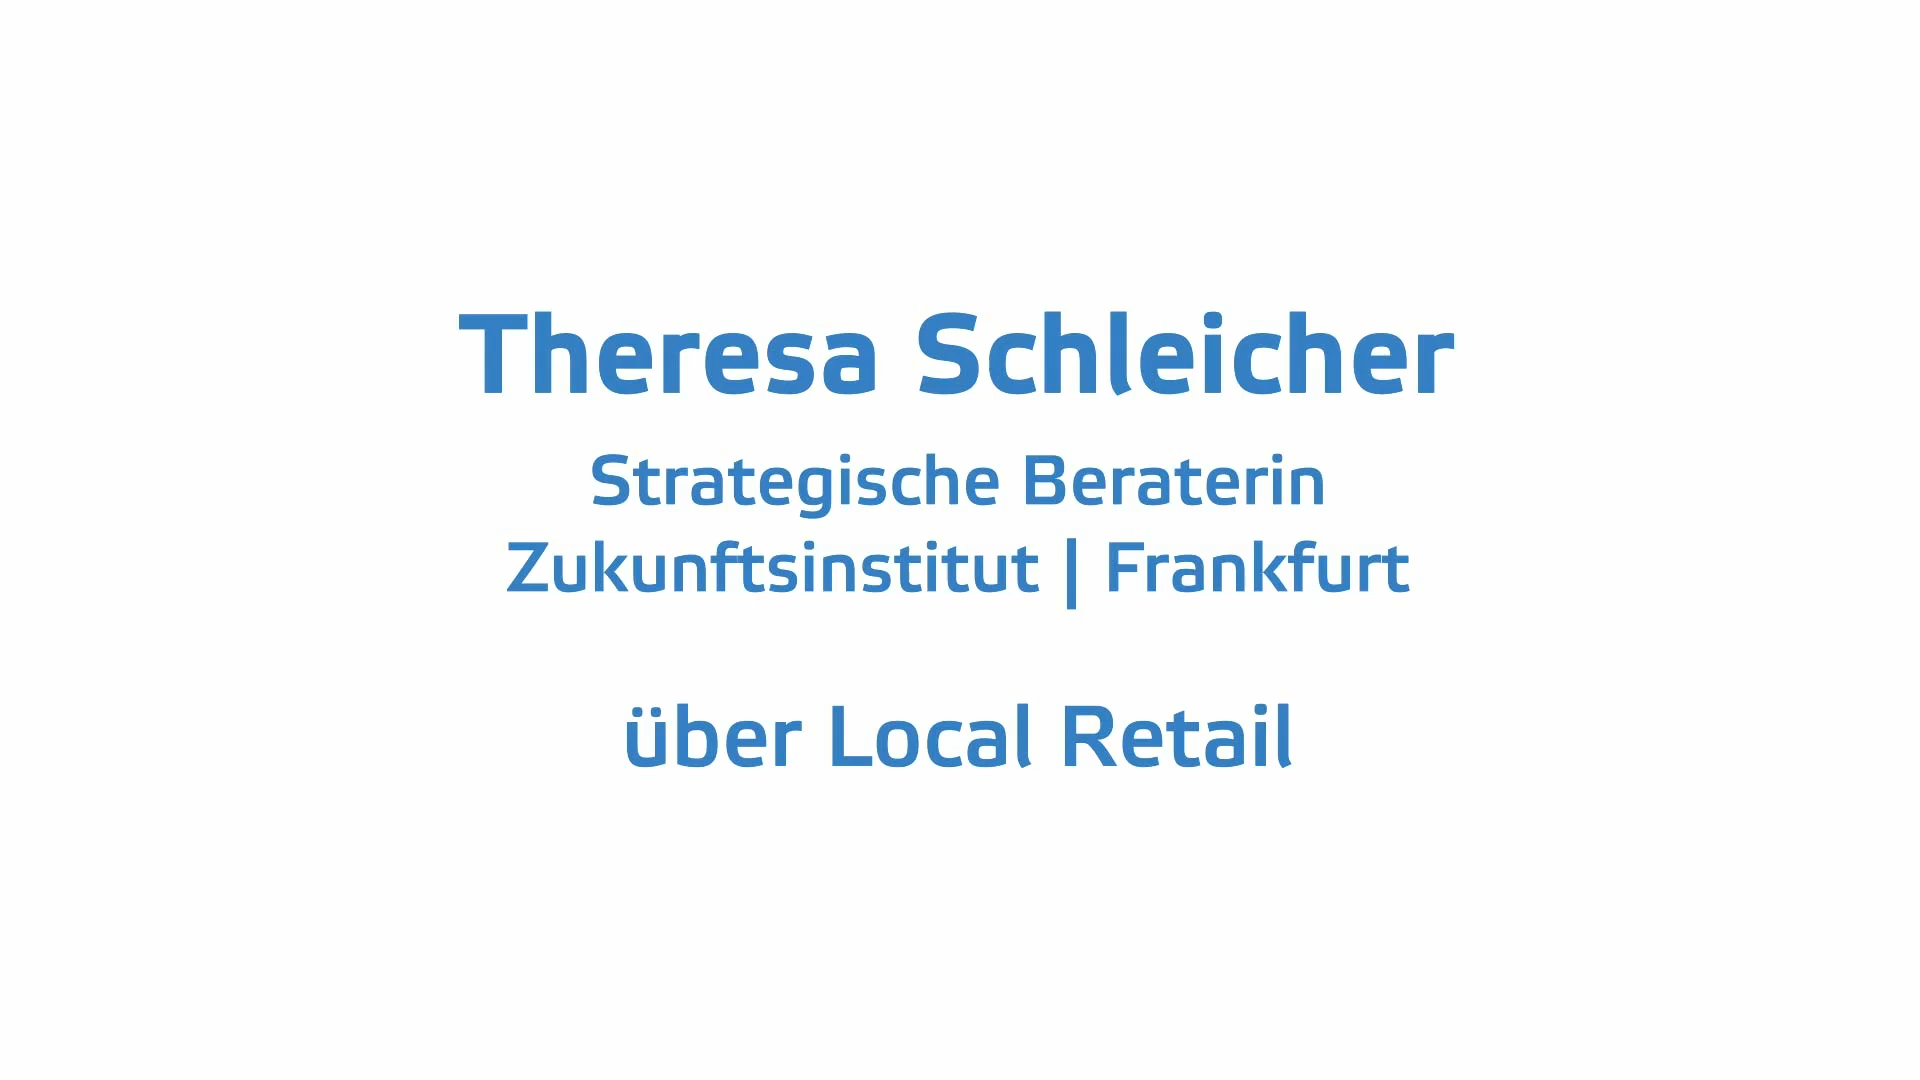 Theresa Schleicher
Strategische Beraterin
Zukunftsinstitut | Frankfurt
über Local Retail